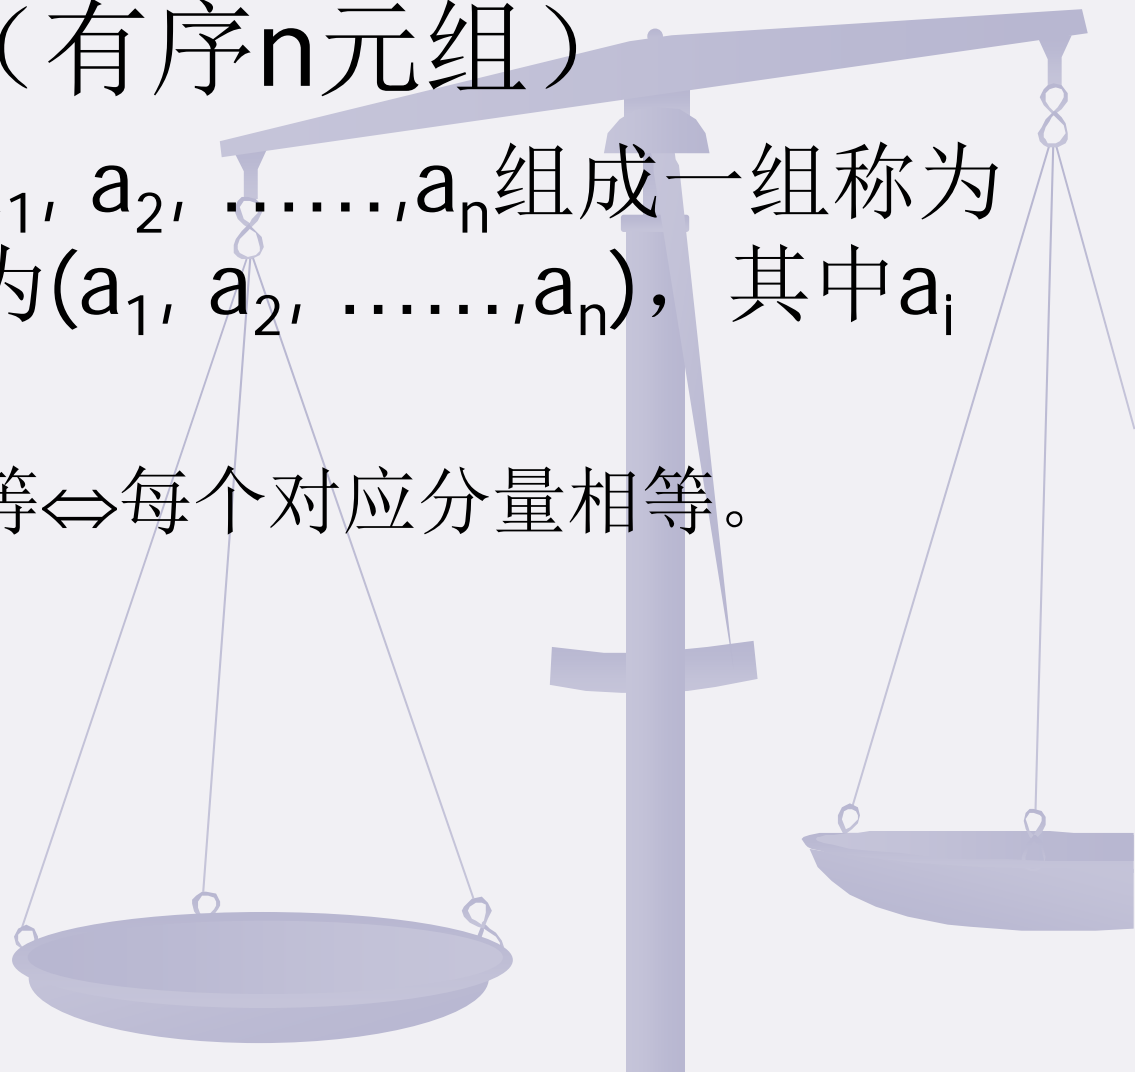 （有序n元组）
₁, a₂, ……,aₙ组成一组称为
为(a₁, a₂, ……,aₙ)，其中aᵢ
等⇔每个对应分量相等。